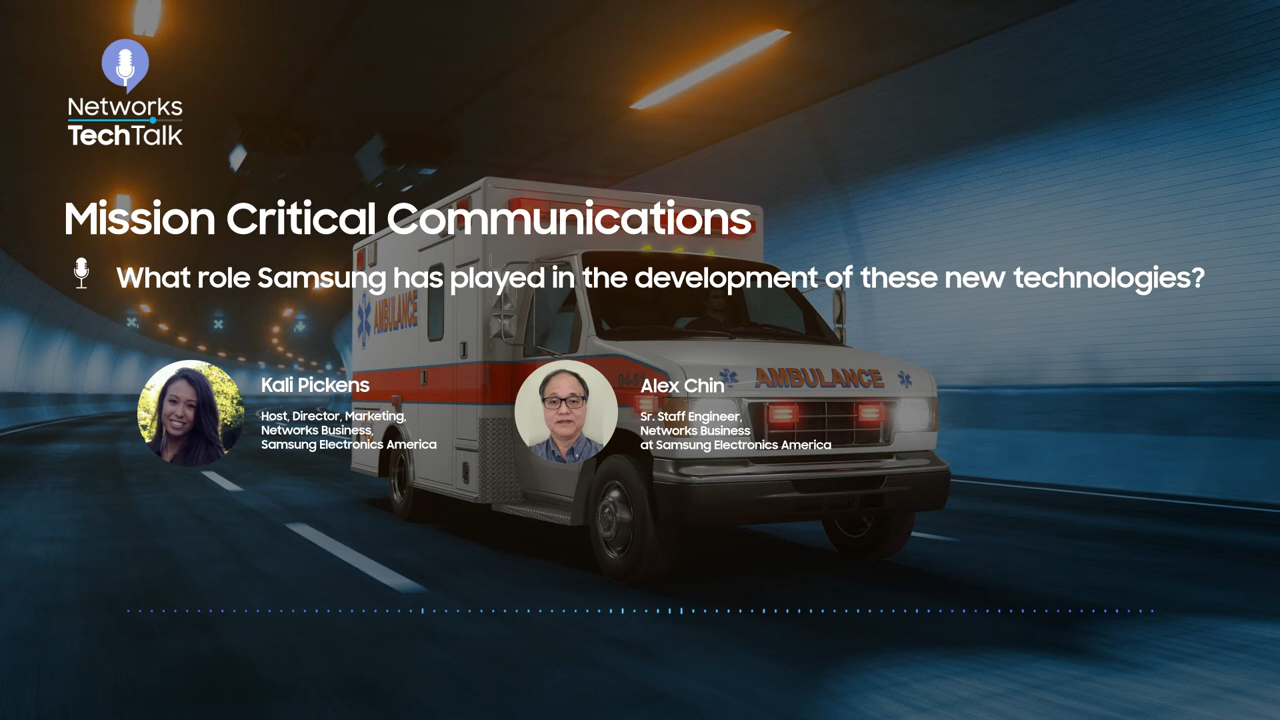 Networks
TechTalk
Mission Critical Communications
What role Samsung has played in the development of these new technologies?
AMBULANCE
AMBULANCE
Kali Pickens
Host, Director, Marketing,
Networks Business,
Samsung Electronics America
Alex Chin
Sr. Staff Engineer,
Networks Business
at Samsung Electronics America